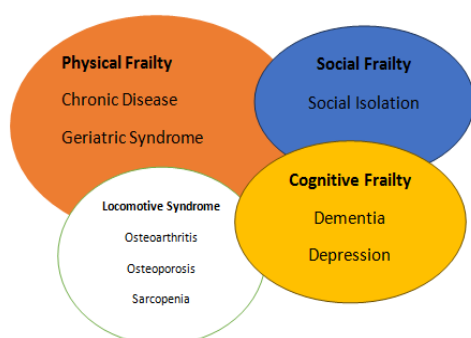 Physical Frailty
Chronic Disease
Geriatric Syndrome
Social Frailty
Social Isolation
Locomotive Syndrome
Osteoarthritis
Osteoporosis
Sarcopenia
Cognitive Frailty
Dementia
Depression